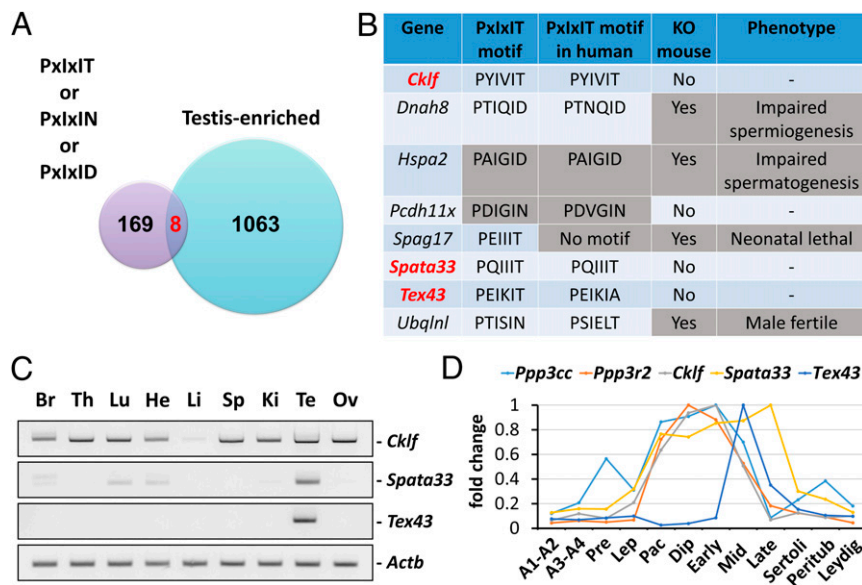 A
PxIxIT
or
PxIxIN
or
PxIxID
Testis-enriched
169
8
1063
B
Gene PxIxIT motif PxIxIT motif in human KO mouse Phenotype
Cklf PYIVIT PYIVIT No -
Dnah8 PTIQID PTNQID Yes Impaired spermiogenesis
Hspa2 PAIGID PAIGID Yes Impaired spermatogenesis
Pcdh11x PDIGIN PDVGIN No -
Spag17 PEIIIT No motif Yes Neonatal lethal
Spata33 PQIIIT PQIIIT No -
Tex43 PEIKIT PEIKIA No -
Ubqlnl PTISIN PSIELT Yes Male fertile
C
Br Th Lu He Li Sp Ki Te Ov
- Cklf
- Spata33
- Tex43
- Actb
D
Ppp3cc Ppp3r2 Cklf Spata33 Tex43
fold change
1
0.8
0.6
0.4
0.2
0
A1-A2 A3-A4 Pre Lep Pac Dip Early Mid Late Sertoli Peritub Leydig